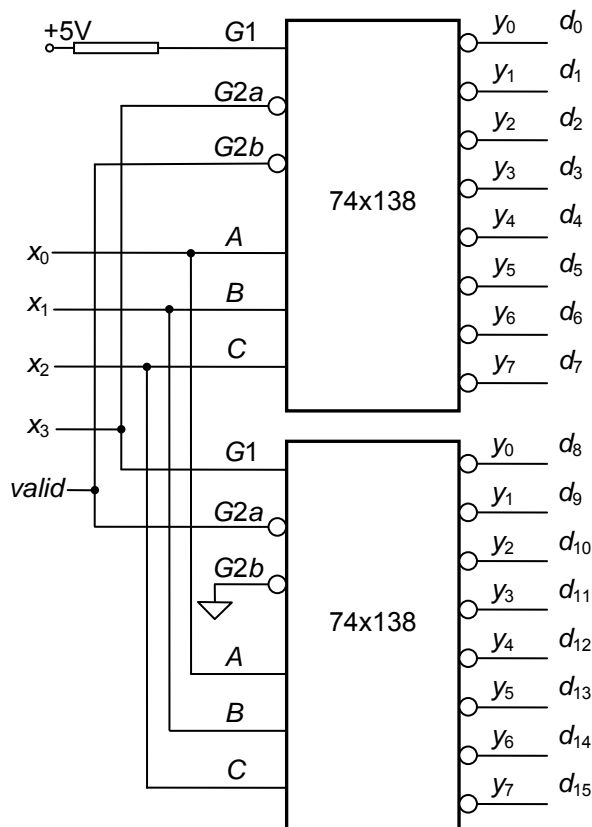 +5V G1 y0 d0
y1 d1
G2a
y2 d2
G2b
y3 d3
74x138
y4 d4
x0 A
y5 d5
x1 B
y6 d6
x2 C
y7 d7
x3
G1 y0 d8
valid
y1 d9
G2a
y2 d10
G2b
y3 d11
74x138
y4 d12
A
y5 d13
B
y6 d14
C
y7 d15